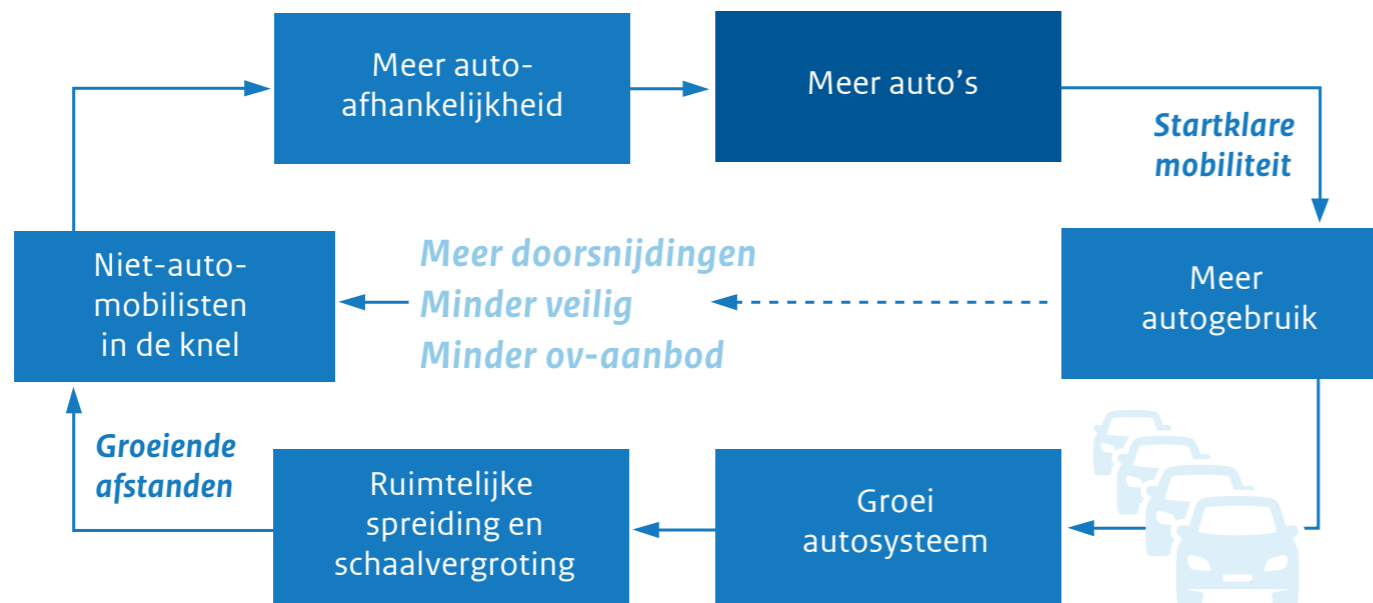 Meer auto-
afhankelijkheid
Meer auto’s
Startklare
mobiliteit
Niet-auto-
mobilisten
in de knel
Meer doorsnijdingen
Minder veilig
Minder ov-aanbod
Meer
autogebruik
Groeiende
afstanden
Ruimtelijke
spreiding en
schaalvergroting
Groei
autosysteem